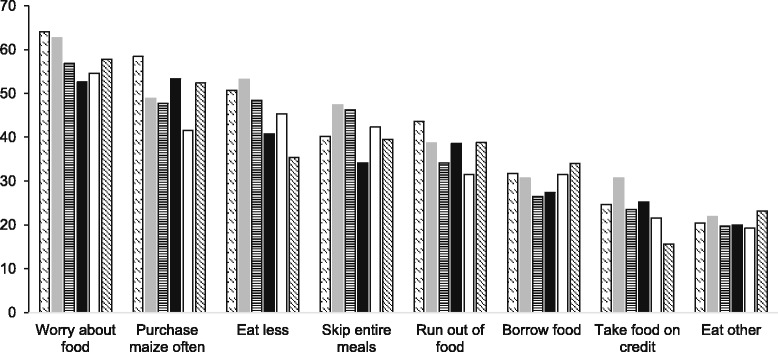 70
60
50
40
30
20
10
0
Worry about food
Purchase maize often
Eat less
Skip entire meals
Run out of food
Borrow food
Take food on credit
Eat other